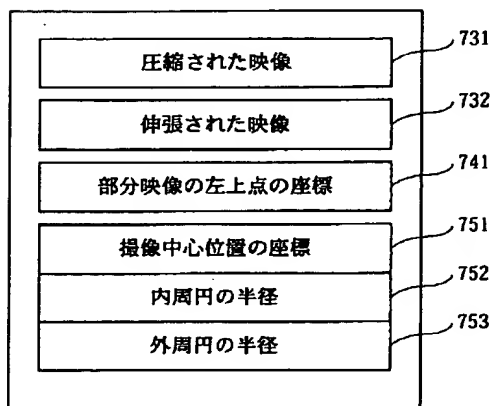 圧縮された映像 731
伸張された映像 732
部分映像の左上点の座標 741
撮像中心位置の座標 751
内周円の半径 752
外周円の半径 753